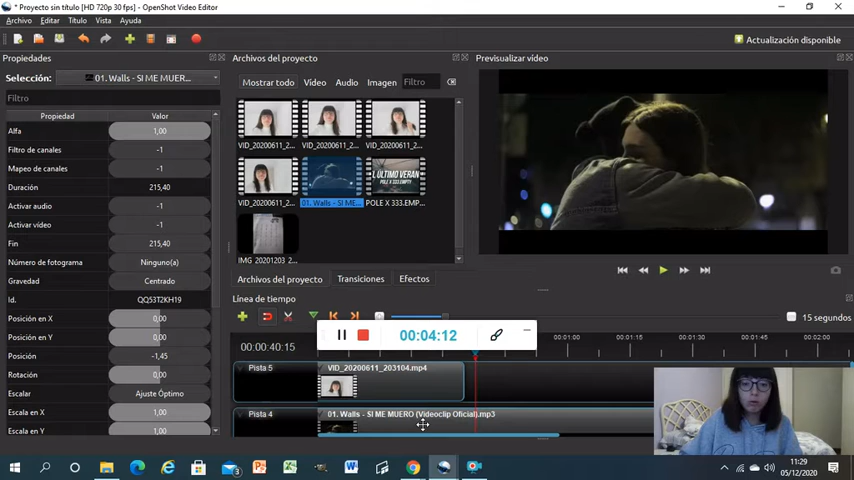 * Proyecto sin título [HD 720p 30 fps] - OpenShot Video Editor
Archivo Editar Título Vista Ayuda
Actualización disponible
Propiedades
Archivos del proyecto
Previsualizar vídeo
Selección: 01. Walls - SI ME MUER...
Mostrar todo Vídeo Audio Imagen Filtro
Filtro
Propiedad Valor
Alfa 1,00
Filtro de canales -1
Mapeo de canales -1
Duración 215,40
Activar audio -1
Activar vídeo -1
Fin 215,40
Número de fotograma Ninguno(a)
Gravedad Centrado
Id. QQ53T2KH19
Posición en X 0,00
Posición en Y 0,00
Posición -1,45
Rotación 0,00
Escalar Ajuste Óptimo
Escala en X 1,00
Escala en Y 1,00
VID_20200611_2... VID_20200611_2... VID_20200611_2...
L ÚLTIMO VERAN
POLE X 333.EMP
VID_20200611_2... 01. Walls - SI ME... POLE X 333.EMP...
IMG_20201203_2...
Archivos del proyecto Transiciones Efectos
Línea de tiempo
15 segundos
00:04:12
00:00:40:15
00:01:00 00:01:15 00:01:30 00:01:45 00:02:00
Pista 5 VID_20200611_203104.mp4
Pista 4 01. Walls - SI ME MUERO (Videoclip Oficial).mp3
3
11:29
05/12/2020